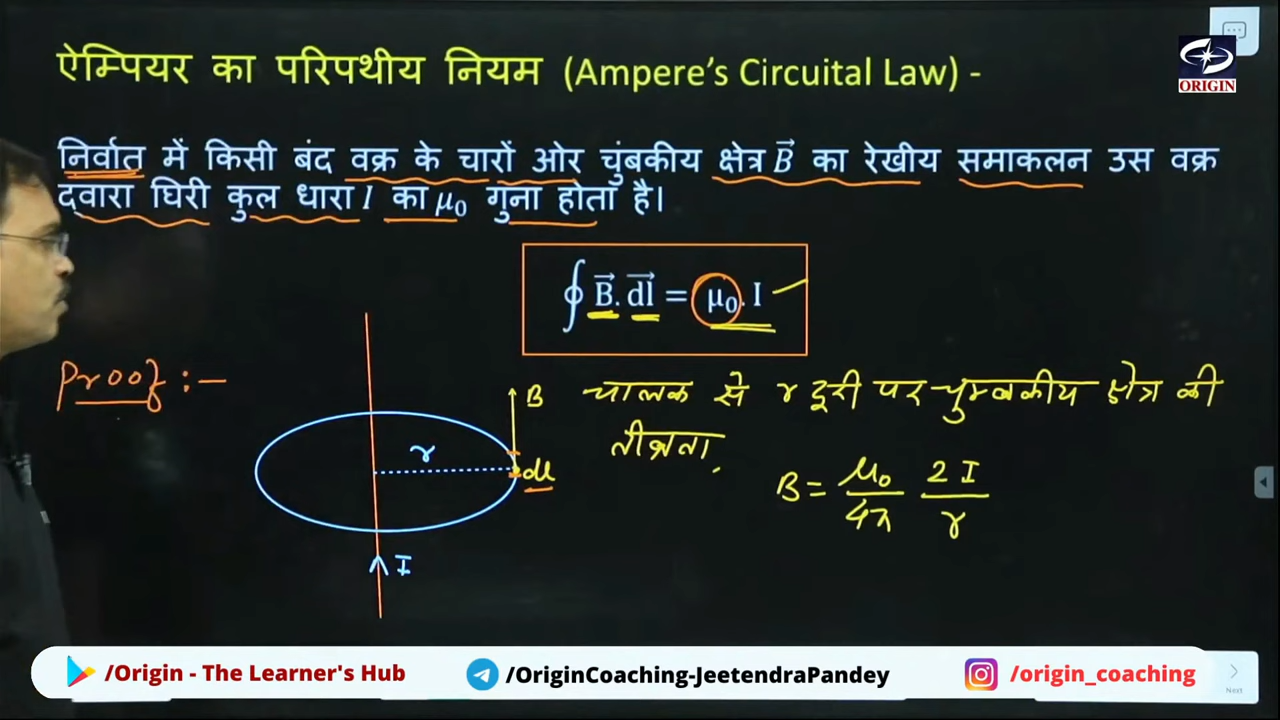 ऐम्पियर का परिपथीय नियम (Ampere's Circuital Law) -
ORIGIN
निर्वात में किसी बंद वक्र के चारों ओर चुंबकीय क्षेत्र B⃗ का रेखीय समाकलन उस वक्र
दवारा घिरी कुल धारा I का μ₀ गुना होता है।
∮ B⃗. dl⃗ = μ₀. I
Proof :-
B
चालक से r दूरी पर चुम्बकीय क्षेत्र की
तीव्रता,
r
dl
B = μ₀/4π 2I/r
I
/Origin - The Learner's Hub
/OriginCoaching-JeetendraPandey
/origin_coaching
Next